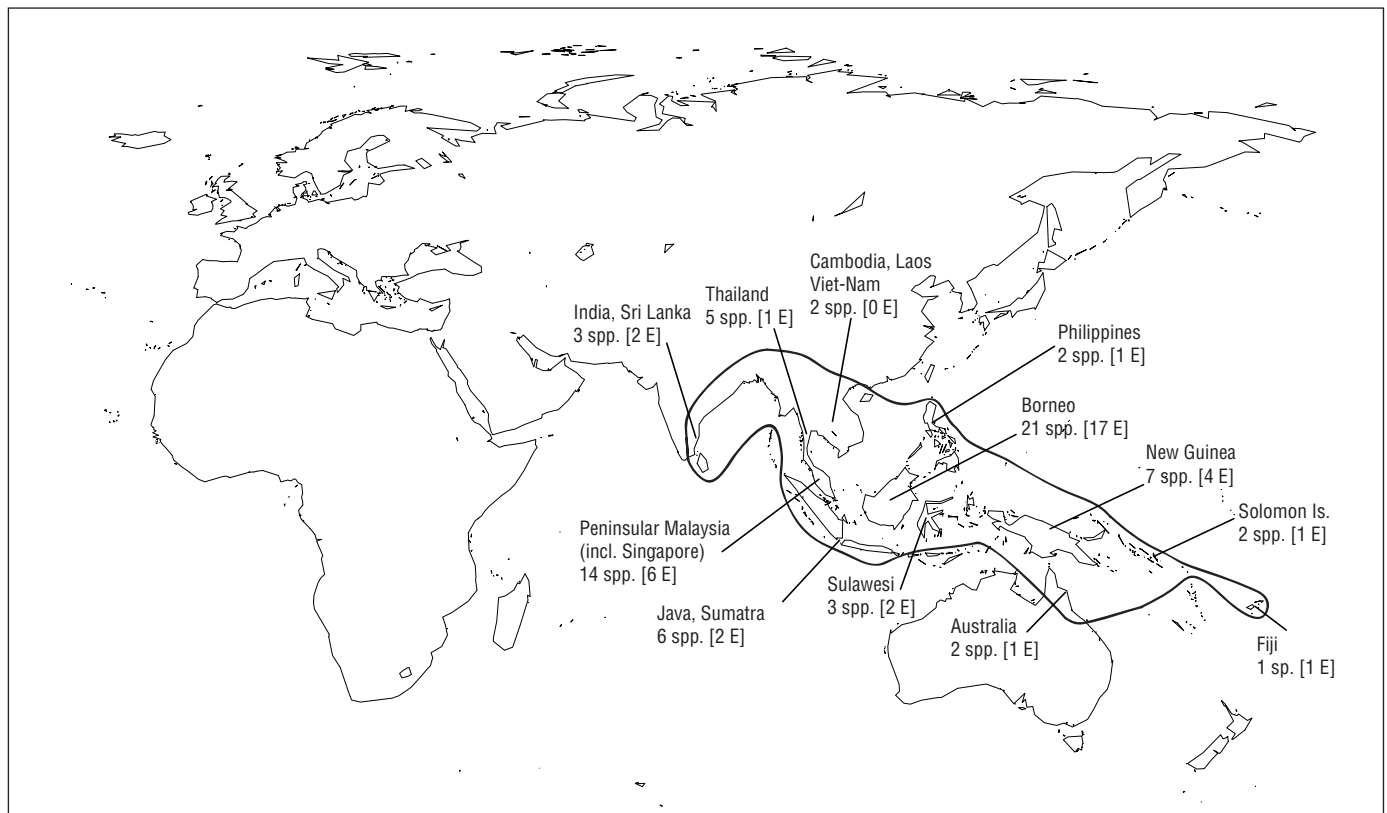 Cambodia, Laos
Viet-Nam
2 spp. [0 E]
Thailand
5 spp. [1 E]
India, Sri Lanka
3 spp. [2 E]
Philippines
2 spp. [1 E]
Borneo
21 spp. [17 E]
New Guinea
7 spp. [4 E]
Solomon Is.
2 spp. [1 E]
Peninsular Malaysia
(incl. Singapore)
14 spp. [6 E]
Sulawesi
3 spp. [2 E]
Java, Sumatra
6 spp. [2 E]
Australia
2 spp. [1 E]
Fiji
1 sp. [1 E]